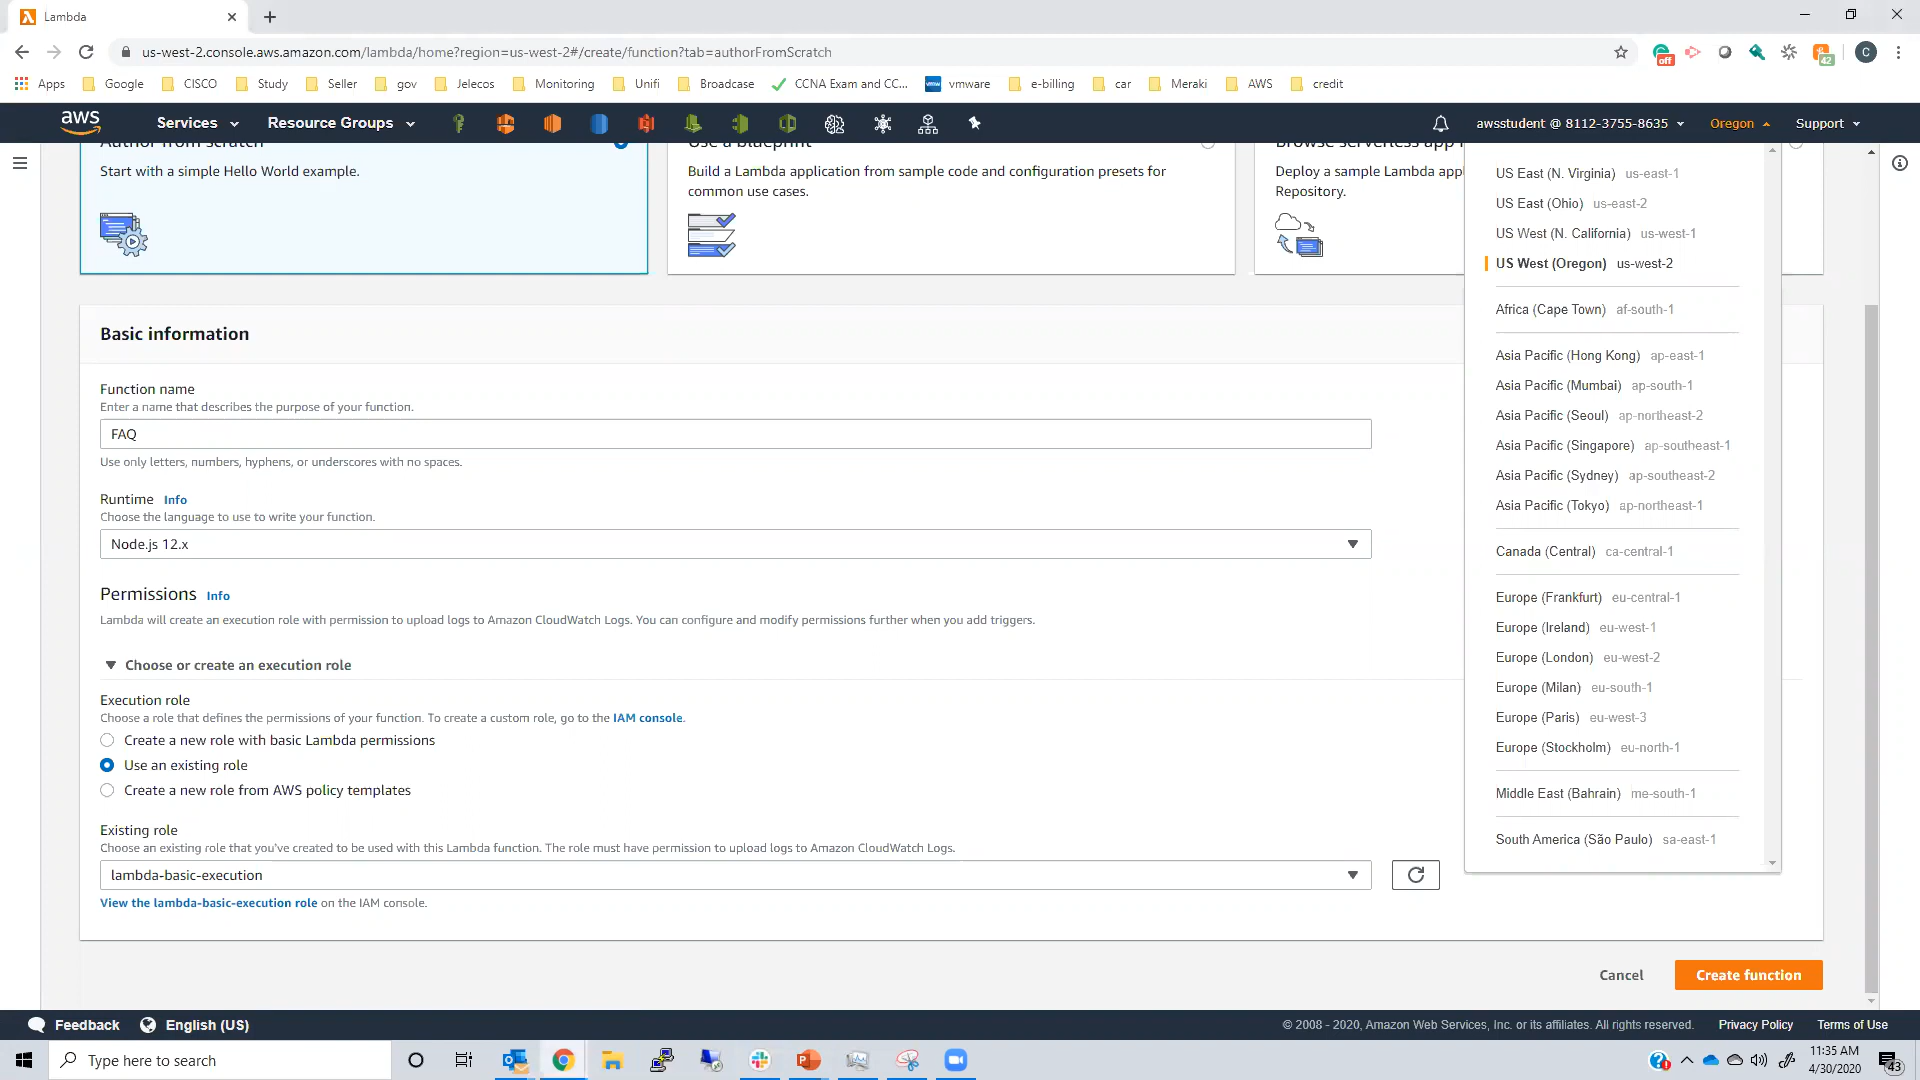 Lambda
us-west-2.console.aws.amazon.com/lambda/home?region=us-west-2#/create/function?tab=authorFromScratch
off
42
C
Apps Google CISCO Study Seller gov Jelecos Monitoring Unifi Broadcase CCNA Exam and CC... vmware e-billing car Meraki AWS credit
aws Services Resource Groups awsstudent @ 8112-3755-8635 Oregon Support
Author from scratch
Start with a simple Hello World example.
Use a blueprint
Build a Lambda application from sample code and configuration presets for
common use cases.
Browse serverless app
Deploy a sample Lambda appl
Repository.
US East (N. Virginia) us-east-1
US East (Ohio) us-east-2
US West (N. California) us-west-1
US West (Oregon) us-west-2
Africa (Cape Town) af-south-1
Asia Pacific (Hong Kong) ap-east-1
Asia Pacific (Mumbai) ap-south-1
Asia Pacific (Seoul) ap-northeast-2
Asia Pacific (Singapore) ap-southeast-1
Asia Pacific (Sydney) ap-southeast-2
Asia Pacific (Tokyo) ap-northeast-1
Canada (Central) ca-central-1
Europe (Frankfurt) eu-central-1
Europe (Ireland) eu-west-1
Europe (London) eu-west-2
Europe (Milan) eu-south-1
Europe (Paris) eu-west-3
Europe (Stockholm) eu-north-1
Middle East (Bahrain) me-south-1
South America (São Paulo) sa-east-1
Basic information
Function name
Enter a name that describes the purpose of your function.
FAQ
Use only letters, numbers, hyphens, or underscores with no spaces.
Runtime Info
Choose the language to use to write your function.
Node.js 12.x
Permissions Info
Lambda will create an execution role with permission to upload logs to Amazon CloudWatch Logs. You can configure and modify permissions further when you add triggers.
Choose or create an execution role
Execution role
Choose a role that defines the permissions of your function. To create a custom role, go to the IAM console.
Create a new role with basic Lambda permissions
Use an existing role
Create a new role from AWS policy templates
Existing role
Choose an existing role that you've created to be used with this Lambda function. The role must have permission to upload logs to Amazon CloudWatch Logs.
lambda-basic-execution
View the lambda-basic-execution role on the IAM console.
Cancel Create function
Feedback English (US) © 2008 - 2020, Amazon Web Services, Inc. or its affiliates. All rights reserved. Privacy Policy Terms of Use
Type here to search
11:35 AM
4/30/2020
43